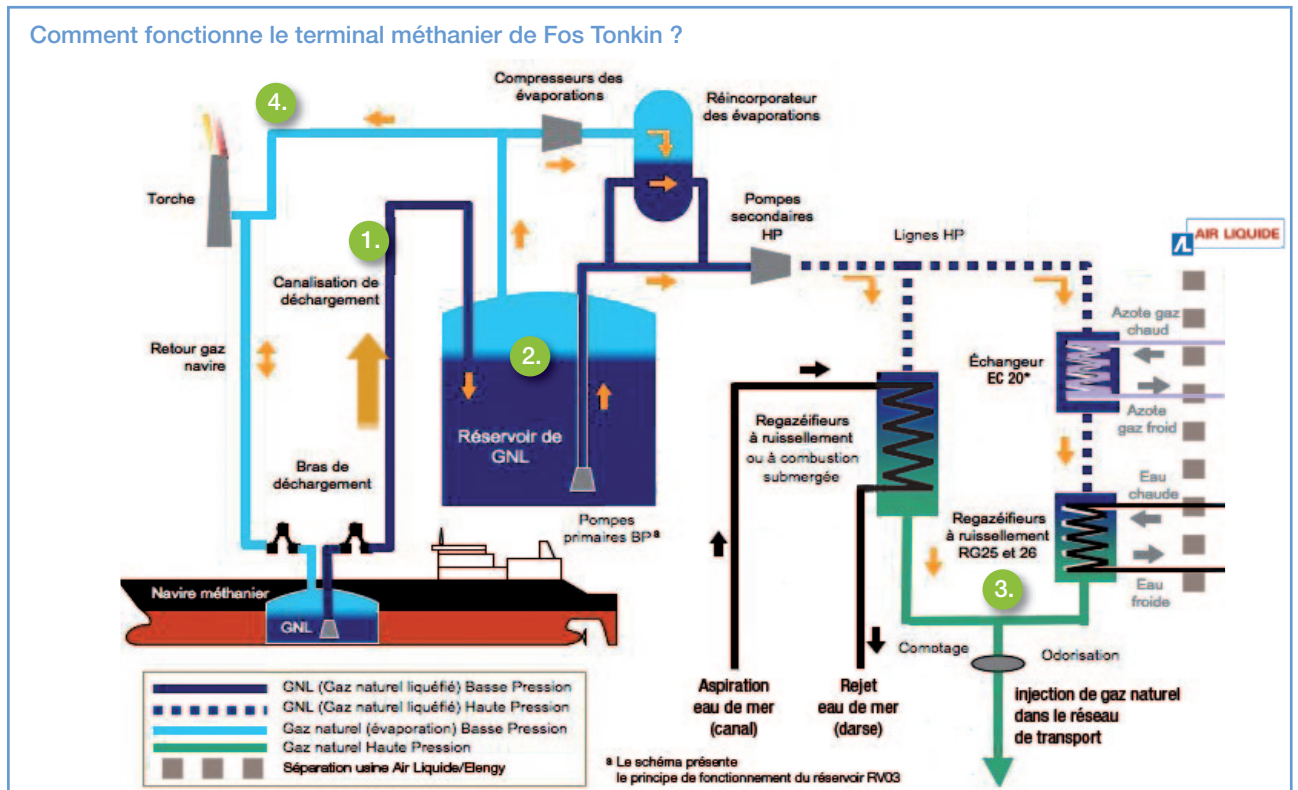 Comment fonctionne le terminal méthanier de Fos Tonkin ?
4.
Compresseurs des
évaporations
Réincorporateur
des évaporations
Torche
1.
Canalisation de
déchargement
Pompes
secondaires
HP
Lignes HP
AIR LIQUIDE
Retour gaz
navire
2.
Réservoir de
GNL
Azote gaz
chaud
Échangeur
EC 20*
Azote
gaz froid
Regazéifieurs
à ruissellement
ou à combustion
submergée
Bras de
déchargement
Pompes
primaires BPª
Eau
chaude
Regazéifieurs
à ruissellement
RG25 et 26
Eau
froide
3.
Navire méthanier
GNL
Comotage
Odorisation
Aspiration
eau de mer
(canal)
Rejet
eau de mer
(darse)
injection de gaz naturel
dans le réseau
de transport
GNL (Gaz naturel liquéfié) Basse Pression
GNL (Gaz naturel liquéfié) Haute Pression
Gaz naturel (évaporation) Basse Pression
Gaz naturel Haute Pression
Séparation usine Air Liquide/Elengy
ª Le schéma présente
le principe de fonctionnement du réservoir RV03